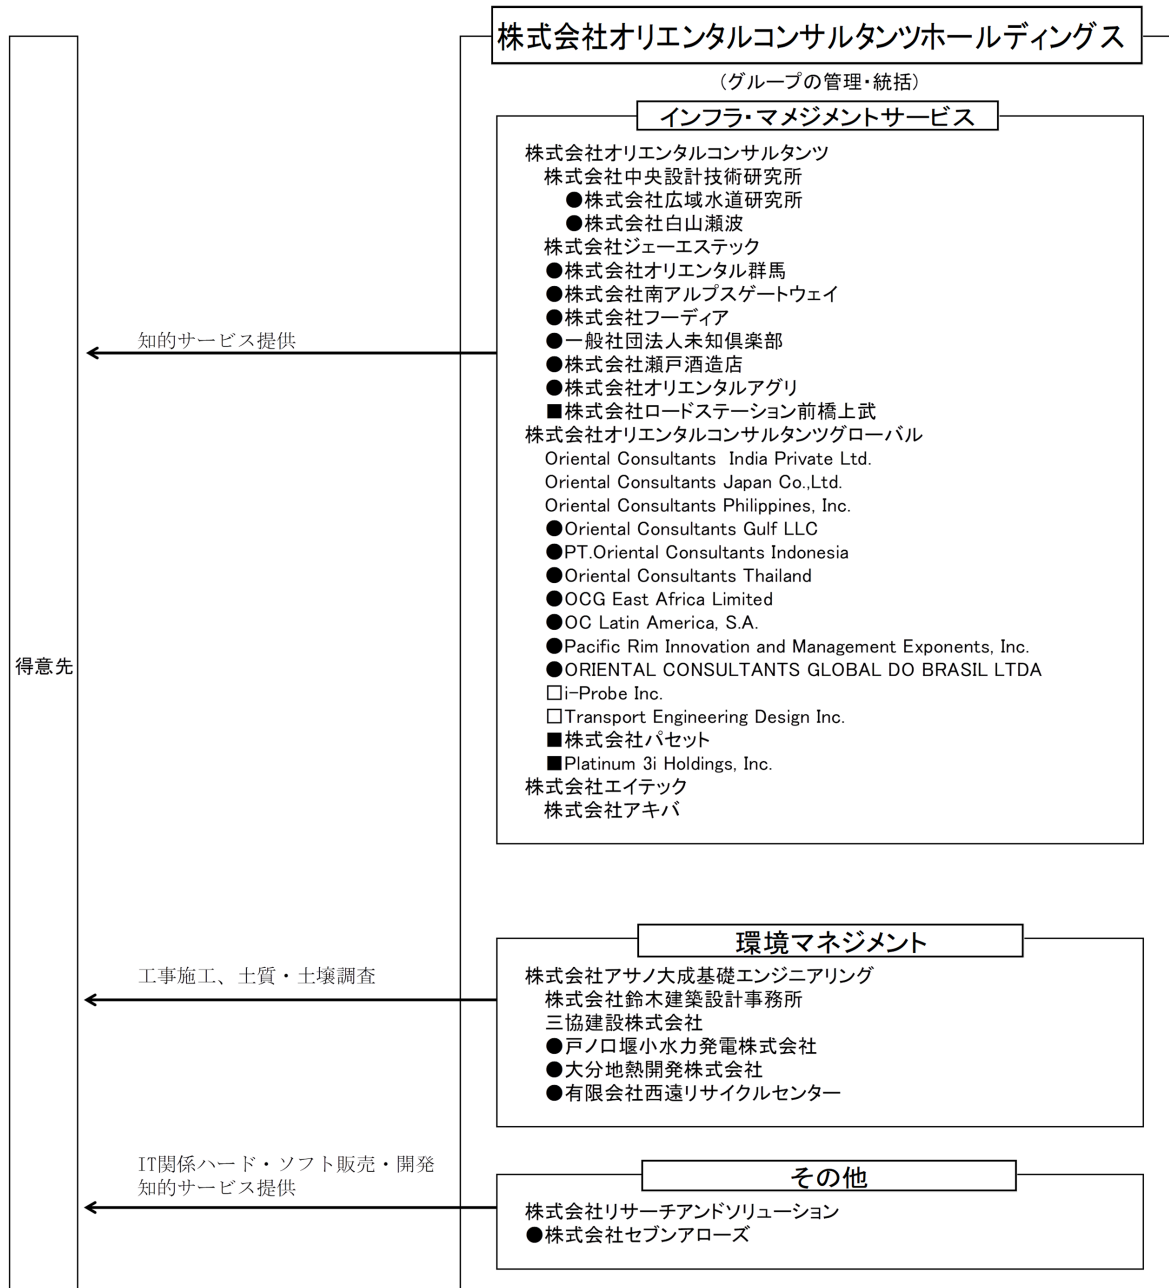 株式会社オリエンタルコンサルタンツホールディングス
(グループの管理・統括)
インフラ・マメジメントサービス
株式会社オリエンタルコンサルタンツ
株式会社中央設計技術研究所
●株式会社広域水道研究所
●株式会社白山瀬波
株式会社ジェーエステック
●株式会社オリエンタル群馬
●株式会社南アルプスゲートウェイ
●株式会社フーディア
●一般社団法人未知倶楽部
●株式会社瀬戸酒造店
●株式会社オリエンタルアグリ
■株式会社ロードステーション前橋上武
株式会社オリエンタルコンサルタンツグローバル
Oriental Consultants India Private Ltd.
Oriental Consultants Japan Co.,Ltd.
Oriental Consultants Philippines, Inc.
●Oriental Consultants Gulf LLC
●PT.Oriental Consultants Indonesia
●Oriental Consultants Thailand
●OCG East Africa Limited
●OC Latin America, S.A.
●Pacific Rim Innovation and Management Exponents, Inc.
●ORIENTAL CONSULTANTS GLOBAL DO BRASIL LTDA
□i-Probe Inc.
□Transport Engineering Design Inc.
■株式会社パセット
■Platinum 3i Holdings, Inc.
株式会社エイテック
株式会社アキバ
知的サービス提供
得意先
環境マネジメント
株式会社アサノ大成基礎エンジニアリング
株式会社鈴木建築設計事務所
三協建設株式会社
●戸ノ口堰小水力発電株式会社
●大分地熱開発株式会社
●有限会社西遠リサイクルセンター
工事施工、土質・土壌調査
その他
株式会社リサーチアンドソリューション
●株式会社セブンアローズ
IT関係ハード・ソフト販売・開発
知的サービス提供